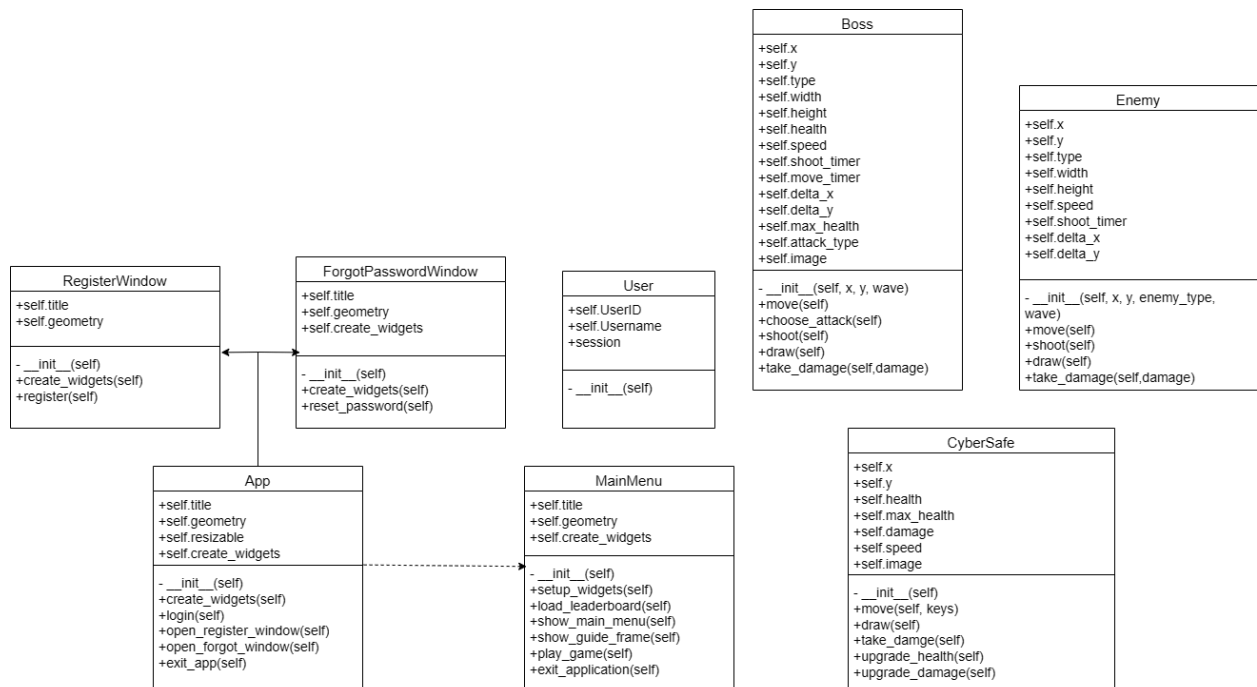 Boss
+self.x
+self.y
+self.type
+self.width
+self.height
+self.health
+self.speed
+self.shoot_timer
+self.move_timer
+self.delta_x
+self.delta_y
+self.max_health
+self.attack_type
+self.image
- __init__(self, x, y, wave)
+move(self)
+choose_attack(self)
+shoot(self)
+draw(self)
+take_damage(self,damage)
Enemy
+self.x
+self.y
+self.type
+self.width
+self.height
+self.speed
+self.shoot_timer
+self.delta_x
+self.delta_y
- __init__(self, x, y, enemy_type,
wave)
+move(self)
+shoot(self)
+draw(self)
+take_damage(self,damage)
RegisterWindow
+self.title
+self.geometry
- __init__(self)
+create_widgets(self)
+register(self)
ForgotPasswordWindow
+self.title
+self.geometry
+self.create_widgets
- __init__(self)
+create_widgets(self)
+reset_password(self)
User
+self.UserID
+self.Username
+session
- __init__(self)
App
+self.title
+self.geometry
+self.resizable
+self.create_widgets
- __init__(self)
+create_widgets(self)
+login(self)
+open_register_window(self)
+open_forgot_window(self)
+exit_app(self)
MainMenu
+self.title
+self.geometry
+self.create_widgets
- __init__(self)
+setup_widgets(self)
+load_leaderboard(self)
+show_main_menu(self)
+show_guide_frame(self)
+play_game(self)
+exit_application(self)
CyberSafe
+self.x
+self.y
+self.health
+self.max_health
+self.damage
+self.speed
+self.image
- __init__(self)
+move(self, keys)
+draw(self)
+take_damge(self)
+upgrade_health(self)
+upgrade_damage(self)